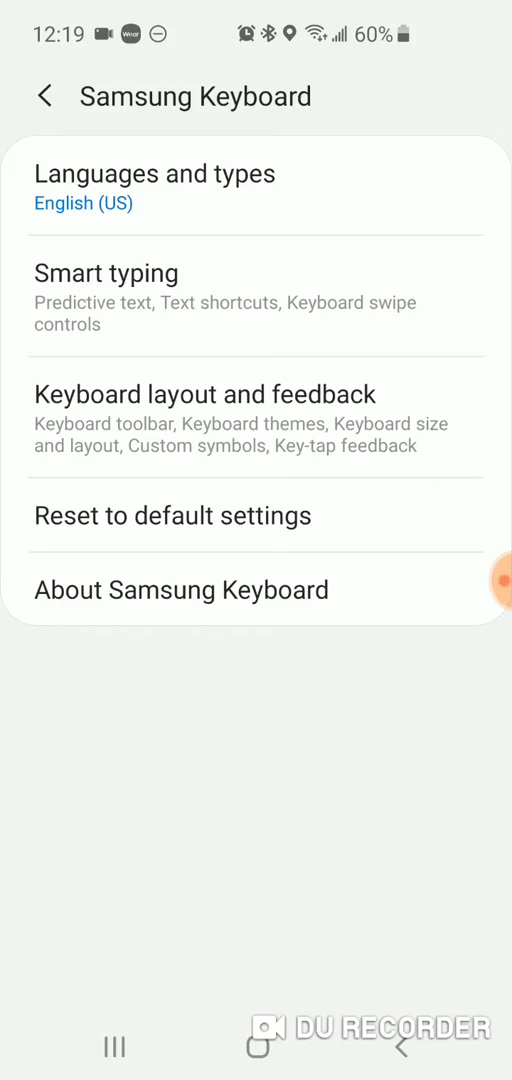 12:19 Wear 60%
Samsung Keyboard
Languages and types
English (US)
Smart typing
Predictive text, Text shortcuts, Keyboard swipe
controls
Keyboard layout and feedback
Keyboard toolbar, Keyboard themes, Keyboard size
and layout, Custom symbols, Key-tap feedback
Reset to default settings
About Samsung Keyboard
DU RECORDER